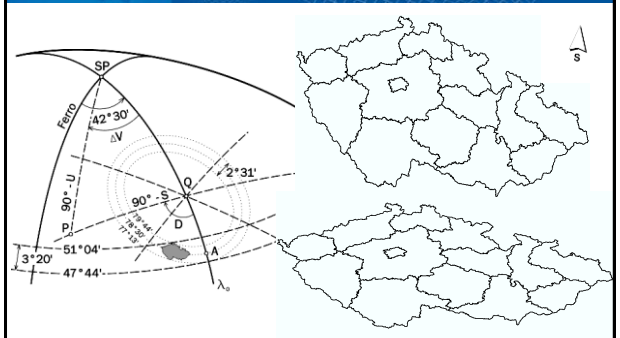 SP
Ferro
42°30'
ΔV
90°-U
2°31'
Q
90°-S
79°44'
78°30'
77°13'
D
P
51°04'
A
3°20'
47°44'
λ₀
S